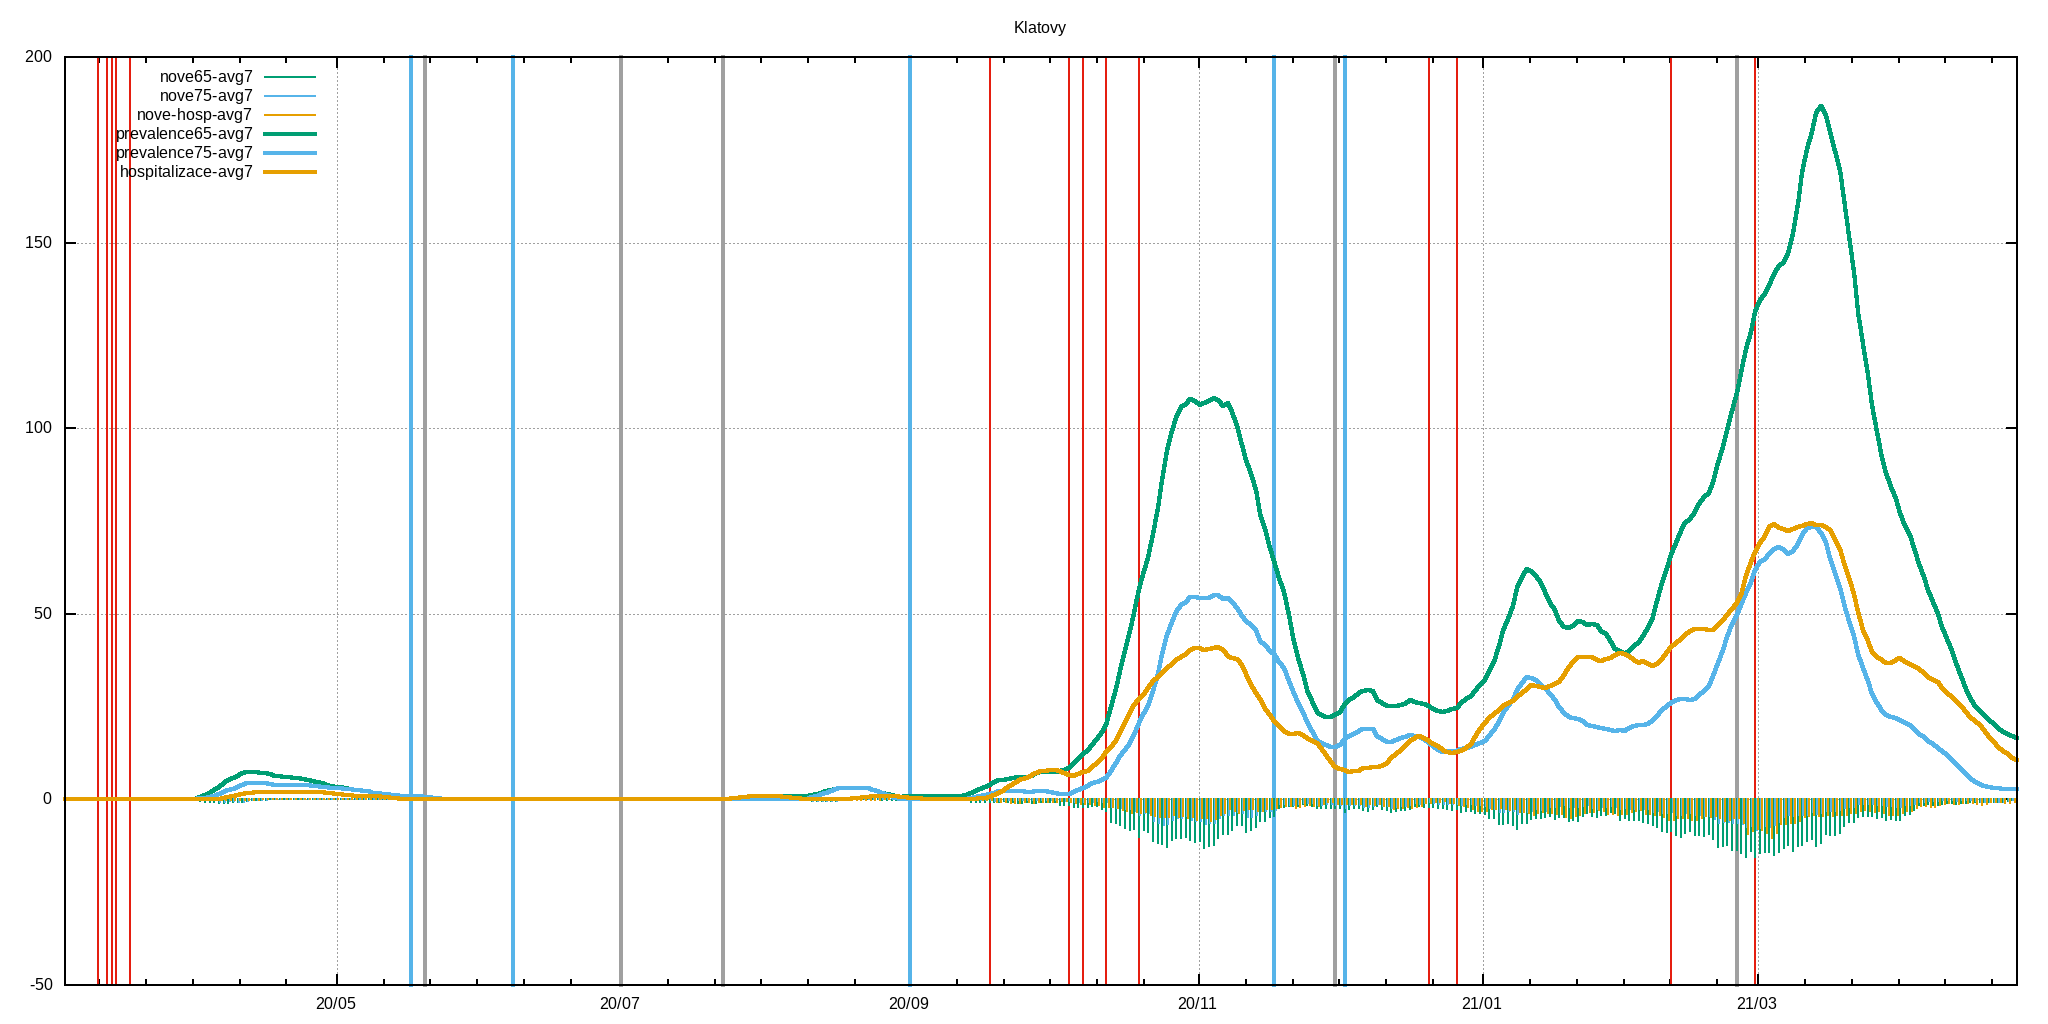 Klatovy
200
150
100
50
0
-50
nove65-avg7
nove75-avg7
nove-hosp-avg7
prevalence65-avg7
prevalence75-avg7
hospitalizace-avg7
20/05
20/07
20/09
20/11
21/01
21/03